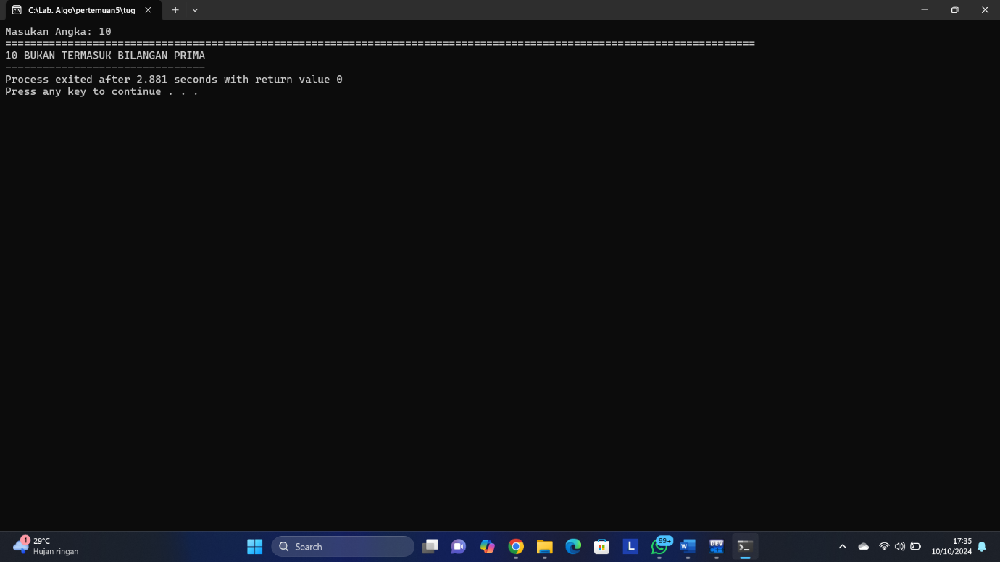 C:\Lab. Algo\pertemuan5\tug
Masukan Angka: 10
========================================================================================================================
10 BUKAN TERMASUK BILANGAN PRIMA
--------------------------------
Process exited after 2.881 seconds with return value 0
Press any key to continue . . .
1
29°C
Hujan ringan
Search
L
99+
W
DEV
17:35
10/10/2024